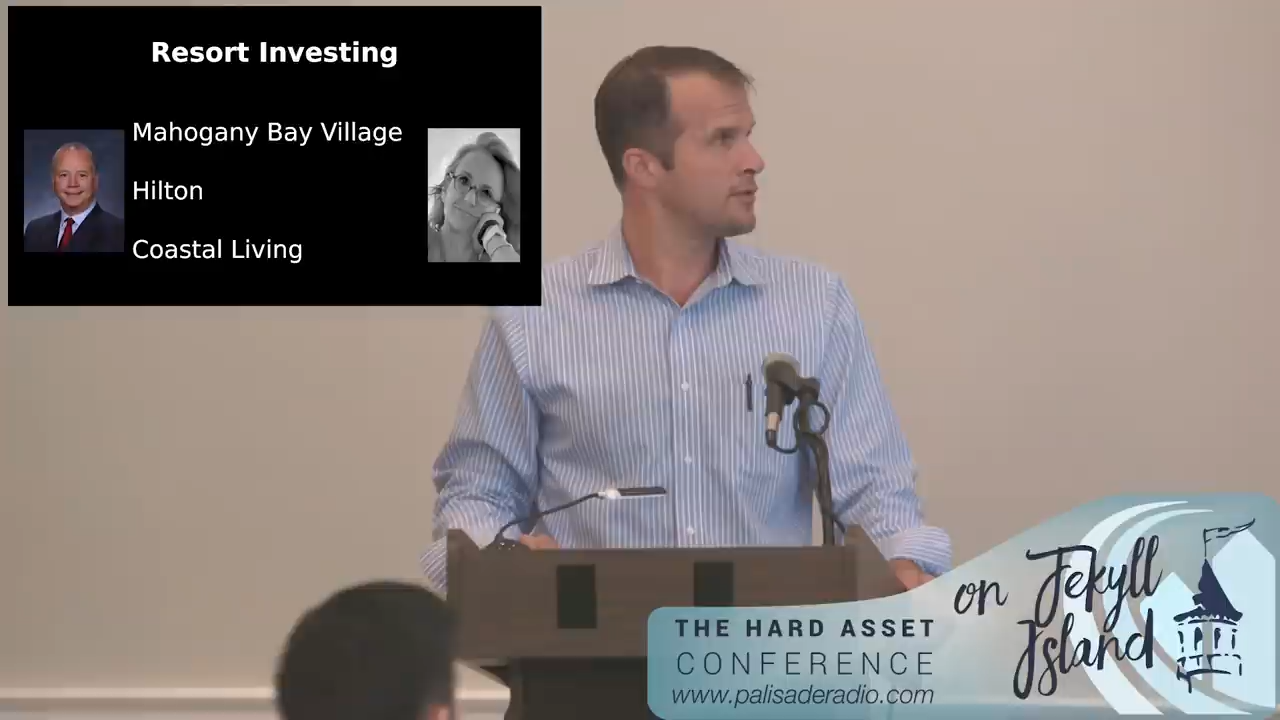 Resort Investing
Mahogany Bay Village
Hilton
Coastal Living
on Jekyll
Island
THE HARD ASSET
CONFERENCE
www.palisaderadio.com